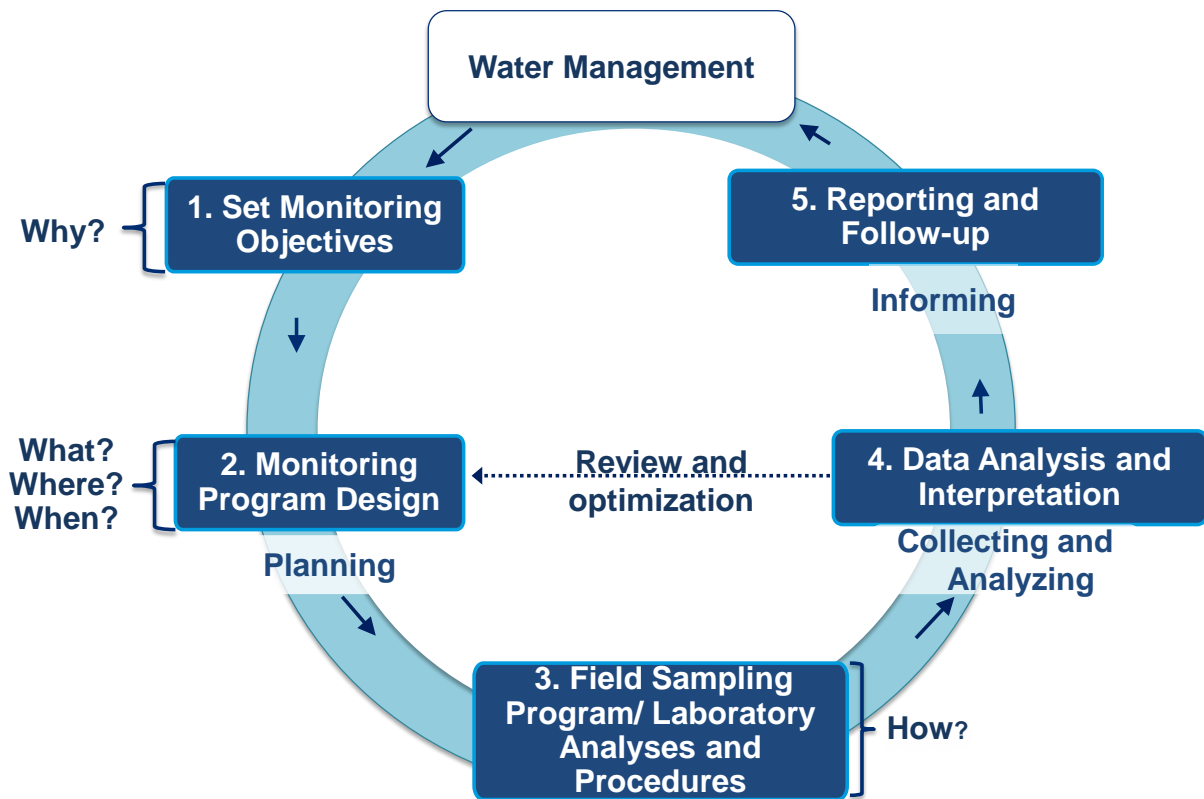 Water Management
1. Set Monitoring
Objectives
Why?
5. Reporting and
Follow-up
Informing
What?
Where?
When?
2. Monitoring
Program Design
Planning
Review and
optimization
4. Data Analysis and
Interpretation
Collecting and
Analyzing
3. Field Sampling
Program/ Laboratory
Analyses and
Procedures
How?